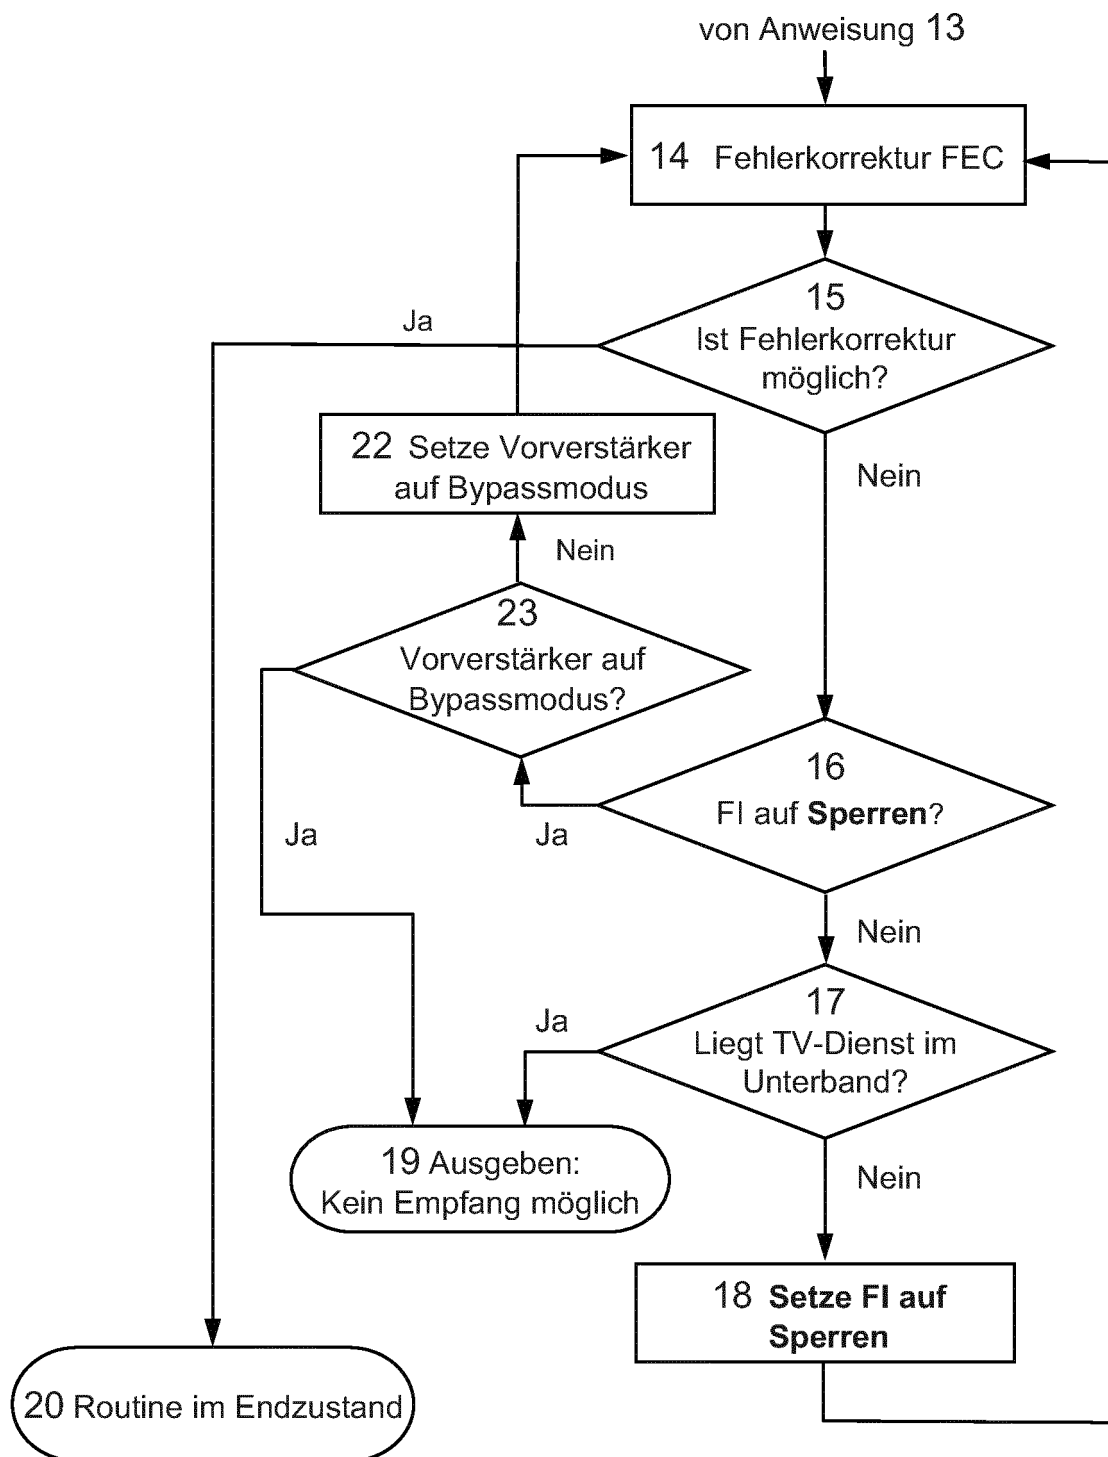 von Anweisung 13
14 Fehlerkorrektur FEC
15
Ist Fehlerkorrektur
möglich?
Ja
Nein
22 Setze Vorverstärker
auf Bypassmodus
Nein
23
Vorverstärker auf
Bypassmodus?
Ja
16
FI auf Sperren?
Ja
Nein
17
Liegt TV-Dienst im
Unterband?
Ja
Nein
19 Ausgeben:
Kein Empfang möglich
18 Setze FI auf
Sperren
20 Routine im Endzustand